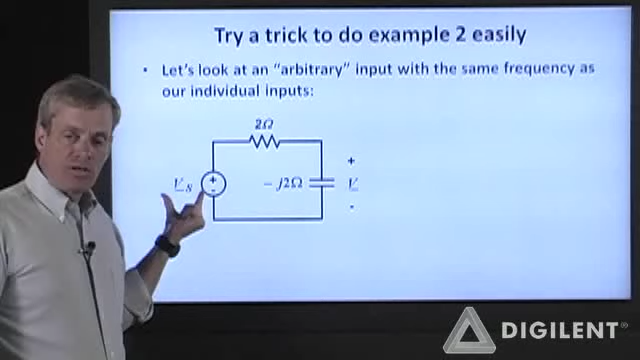 Try a trick to do example 2 easily
• Let's look at an "arbitrary" input with the same frequency as
our individual inputs:
2Ω
+
-
V_S
− j2Ω
+
V
-
DIGILENT®